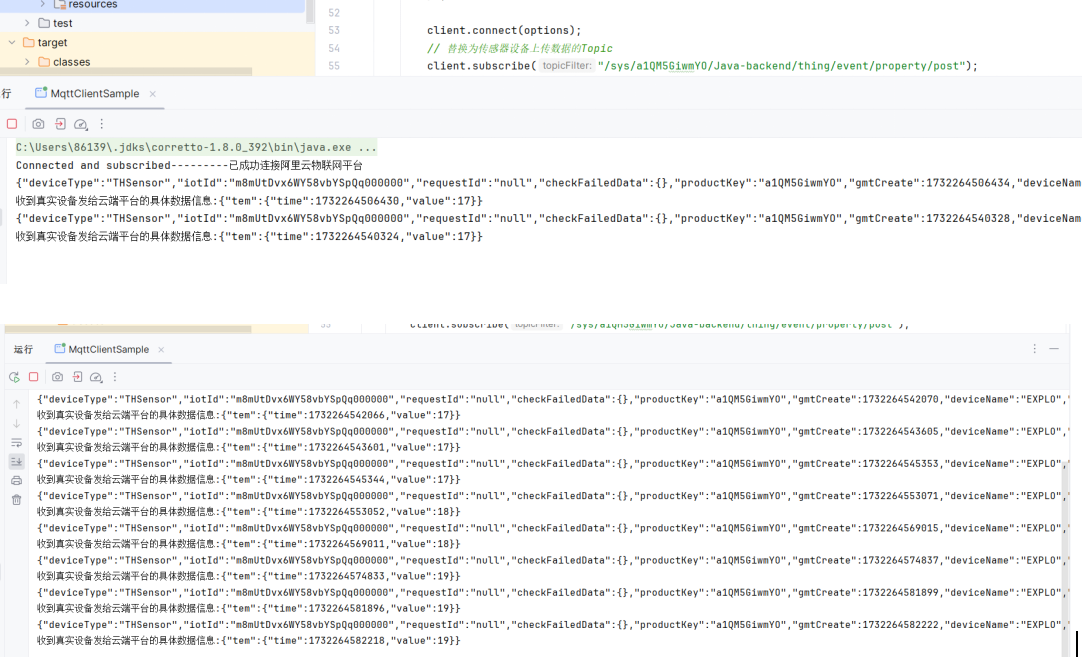 resources
test
target
classes
52
53 client.connect(options);
54 // 替换为传感器设备上传数据的Topic
55 client.subscribe( topicFilter: "/sys/a1QM5GiwmYO/Java-backend/thing/event/property/post");
行 MqttClientSample ×
C:\Users\86139\.jdks\corretto-1.8.0_392\bin\java.exe ...
Connected and subscribed---------已成功连接阿里云物联网平台
{"deviceType":"THSensor","iotId":"m8mUtDvx6WY58vbYSpQq000000","requestId":"null","checkFailedData":{},"productKey":"a1QM5GiwmYO","gmtCreate":1732264506434,"deviceNam
收到真实设备发给云端平台的具体数据信息:{"tem":{"time":1732264506430,"value":17}}
{"deviceType":"THSensor","iotId":"m8mUtDvx6WY58vbYSpQq000000","requestId":"null","checkFailedData":{},"productKey":"a1QM5GiwmYO","gmtCreate":1732264540328,"deviceNam
收到真实设备发给云端平台的具体数据信息:{"tem":{"time":1732264540324,"value":17}}
55 client.subscribe( topicFilter: "/sys/a1QM5GiwmYO/Java-backend/thing/event/property/post");
运行 MqttClientSample ×
{"deviceType":"THSensor","iotId":"m8mUtDvx6WY58vbYSpQq000000","requestId":"null","checkFailedData":{},"productKey":"a1QM5GiwmYO","gmtCreate":1732264542070,"deviceName":"EXPLO","
收到真实设备发给云端平台的具体数据信息:{"tem":{"time":1732264542066,"value":17}}
{"deviceType":"THSensor","iotId":"m8mUtDvx6WY58vbYSpQq000000","requestId":"null","checkFailedData":{},"productKey":"a1QM5GiwmYO","gmtCreate":1732264543605,"deviceName":"EXPLO","
收到真实设备发给云端平台的具体数据信息:{"tem":{"time":1732264543601,"value":17}}
{"deviceType":"THSensor","iotId":"m8mUtDvx6WY58vbYSpQq000000","requestId":"null","checkFailedData":{},"productKey":"a1QM5GiwmYO","gmtCreate":1732264545353,"deviceName":"EXPLO","
收到真实设备发给云端平台的具体数据信息:{"tem":{"time":1732264545344,"value":17}}
{"deviceType":"THSensor","iotId":"m8mUtDvx6WY58vbYSpQq000000","requestId":"null","checkFailedData":{},"productKey":"a1QM5GiwmYO","gmtCreate":1732264553071,"deviceName":"EXPLO","
收到真实设备发给云端平台的具体数据信息:{"tem":{"time":1732264553052,"value":18}}
{"deviceType":"THSensor","iotId":"m8mUtDvx6WY58vbYSpQq000000","requestId":"null","checkFailedData":{},"productKey":"a1QM5GiwmYO","gmtCreate":1732264569015,"deviceName":"EXPLO","
收到真实设备发给云端平台的具体数据信息:{"tem":{"time":1732264569011,"value":18}}
{"deviceType":"THSensor","iotId":"m8mUtDvx6WY58vbYSpQq000000","requestId":"null","checkFailedData":{},"productKey":"a1QM5GiwmYO","gmtCreate":1732264574837,"deviceName":"EXPLO","
收到真实设备发给云端平台的具体数据信息:{"tem":{"time":1732264574833,"value":19}}
{"deviceType":"THSensor","iotId":"m8mUtDvx6WY58vbYSpQq000000","requestId":"null","checkFailedData":{},"productKey":"a1QM5GiwmYO","gmtCreate":1732264581899,"deviceName":"EXPLO","
收到真实设备发给云端平台的具体数据信息:{"tem":{"time":1732264581896,"value":19}}
{"deviceType":"THSensor","iotId":"m8mUtDvx6WY58vbYSpQq000000","requestId":"null","checkFailedData":{},"productKey":"a1QM5GiwmYO","gmtCreate":1732264582222,"deviceName":"EXPLO","
收到真实设备发给云端平台的具体数据信息:{"tem":{"time":1732264582218,"value":19}}